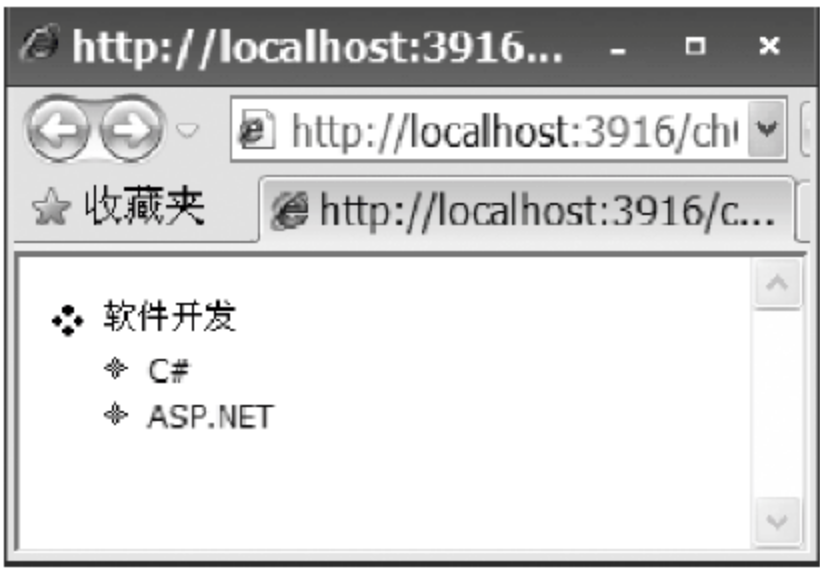 http://localhost:3916...
http://localhost:3916/ch
收藏夹
http://localhost:3916/c...
软件开发
C#
ASP.NET